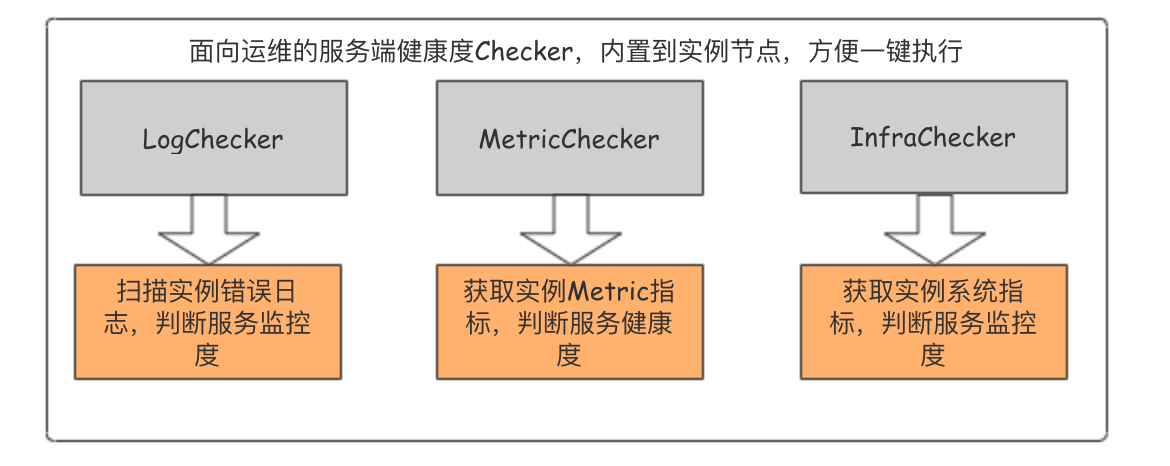 面向运维的服务端健康度Checker，内置到实例节点，方便一键执行
LogChecker
MetricChecker
InfraChecker
扫描实例错误日
志，判断服务监控
度
获取实例Metric指
标，判断服务健康
度
获取实例系统指
标，判断服务监控
度